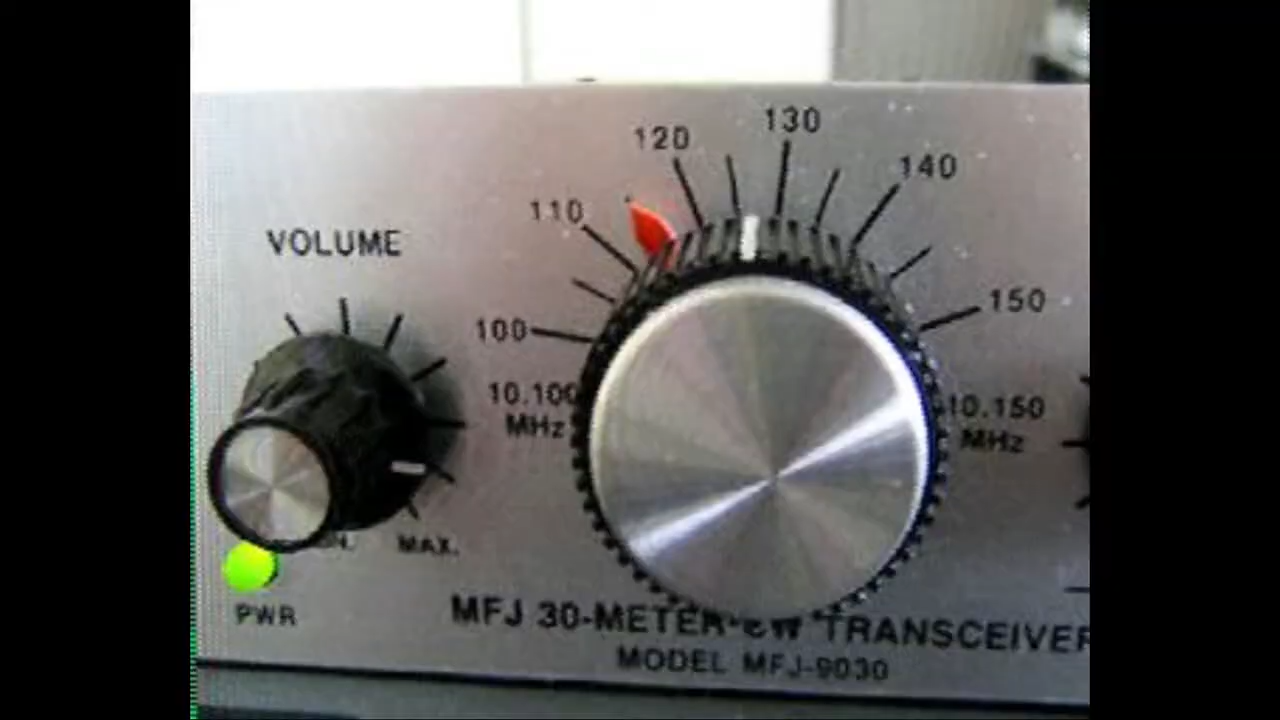 130
120
140
110
VOLUME
150
100
10.100
MHz
10.150
MHz
MAX.
PWR
MFJ 30-METER CW TRANSCEIVER
MODEL MFJ-9030